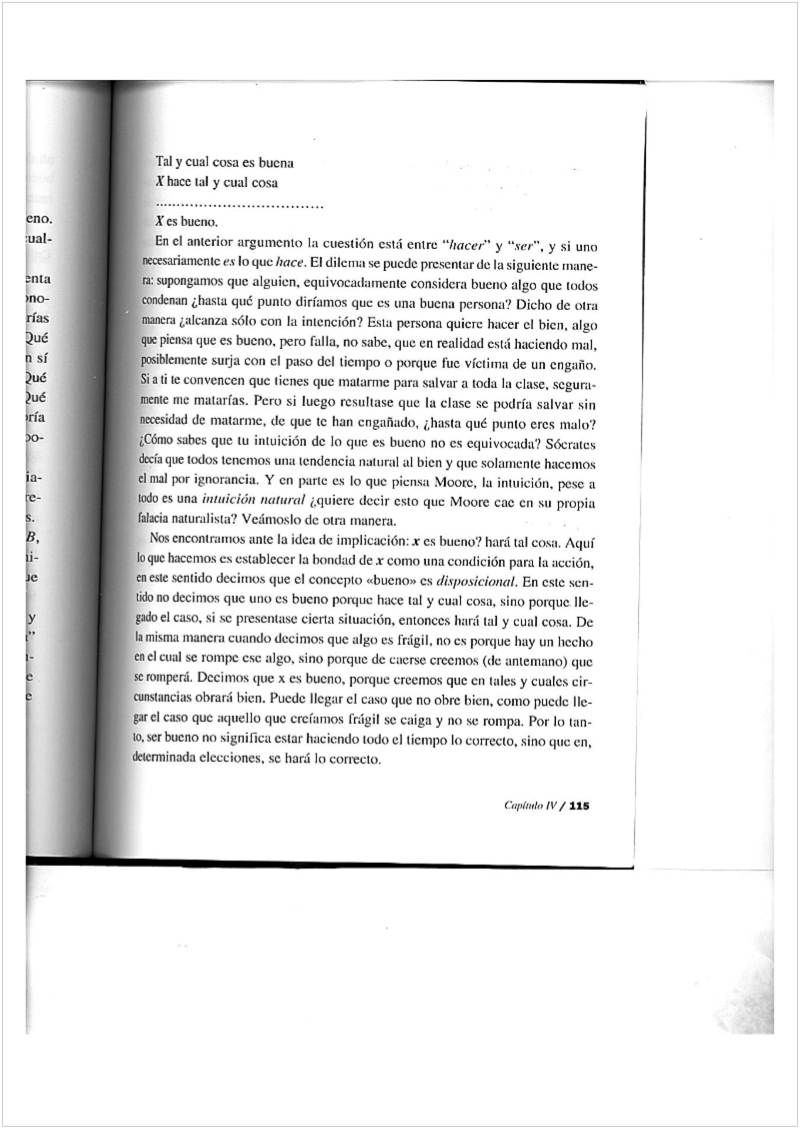 Tal y cual cosa es buena
X hace tal y cual cosa
..................................
X es bueno.
En el anterior argumento la cuestión está entre “hacer” y “ser”, y si uno
necesariamente es lo que hace. El dilema se puede presentar de la siguiente mane-
ra: supongamos que alguien, equivocadamente considera bueno algo que todos
condenan ¿hasta qué punto diríamos que es una buena persona? Dicho de otra
manera ¿alcanza sólo con la intención? Esta persona quiere hacer el bien, algo
que piensa que es bueno, pero falla, no sabe, que en realidad está haciendo mal,
posiblemente surja con el paso del tiempo o porque fue víctima de un engaño.
Si a ti te convencen que tienes que matarme para salvar a toda la clase, segura-
mente me matarías. Pero si luego resultase que la clase se podría salvar sin
necesidad de matarme, de que te han engañado, ¿hasta qué punto eres malo?
¿Cómo sabes que tu intuición de lo que es bueno no es equivocada? Sócrates
decía que todos tenemos una tendencia natural al bien y que solamente hacemos
el mal por ignorancia. Y en parte es lo que piensa Moore, la intuición, pese a
todo es una intuición natural ¿quiere decir esto que Moore cae en su propia
falacia naturalista? Veámoslo de otra manera.
Nos encontramos ante la idea de implicación: x es bueno? hará tal cosa. Aquí
lo que hacemos es establecer la bondad de x como una condición para la acción,
en este sentido decimos que el concepto «bueno» es disposicional. En este sen-
tido no decimos que uno es bueno porque hace tal y cual cosa, sino porque lle-
gado el caso, si se presentase cierta situación, entonces hará tal y cual cosa. De
la misma manera cuando decimos que algo es frágil, no es porque hay un hecho
en el cual se rompe ese algo, sino porque de caerse creemos (de antemano) que
se romperá. Decimos que x es bueno, porque creemos que en tales y cuales cir-
cunstancias obrará bien. Puede llegar el caso que no obre bien, como puede lle-
gar el caso que aquello que creíamos frágil se caiga y no se rompa. Por lo tan-
to, ser bueno no significa estar haciendo todo el tiempo lo correcto, sino que en,
determinada elecciones, se hará lo correcto.
Capítulo IV / 115